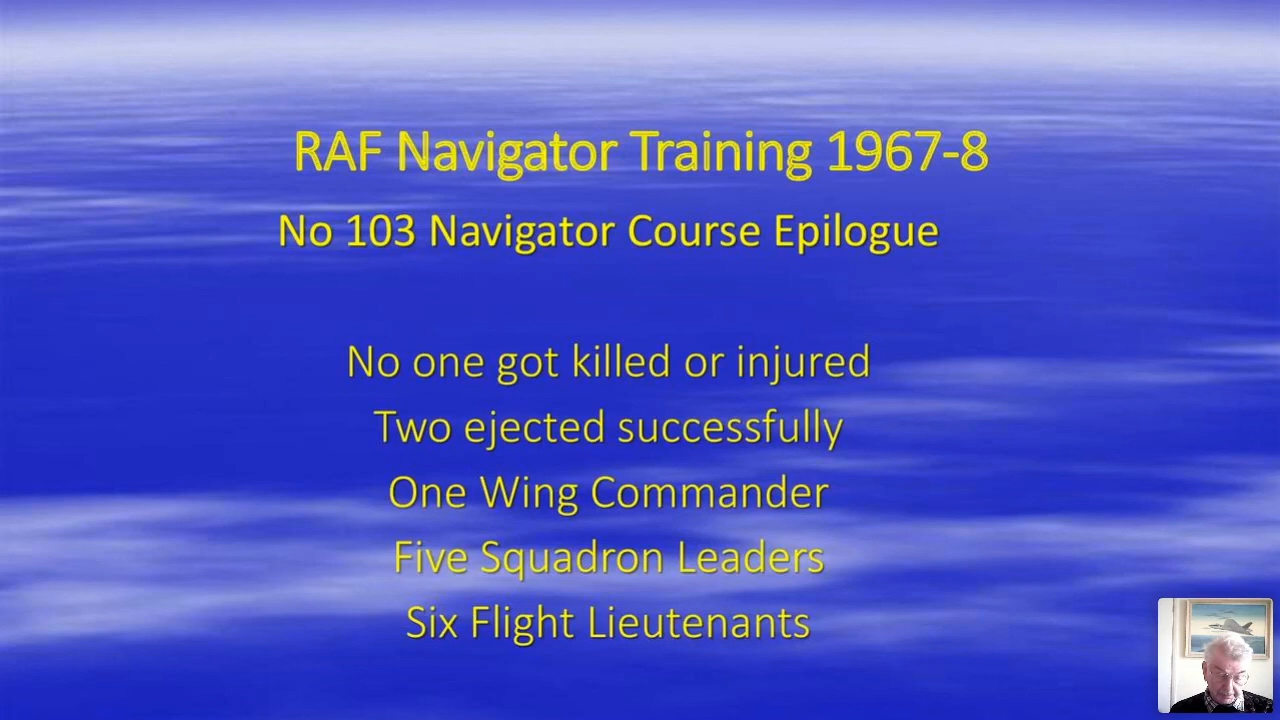 RAF Navigator Training 1967-8
No 103 Navigator Course Epilogue
No one got killed or injured
Two ejected successfully
One Wing Commander
Five Squadron Leaders
Six Flight Lieutenants